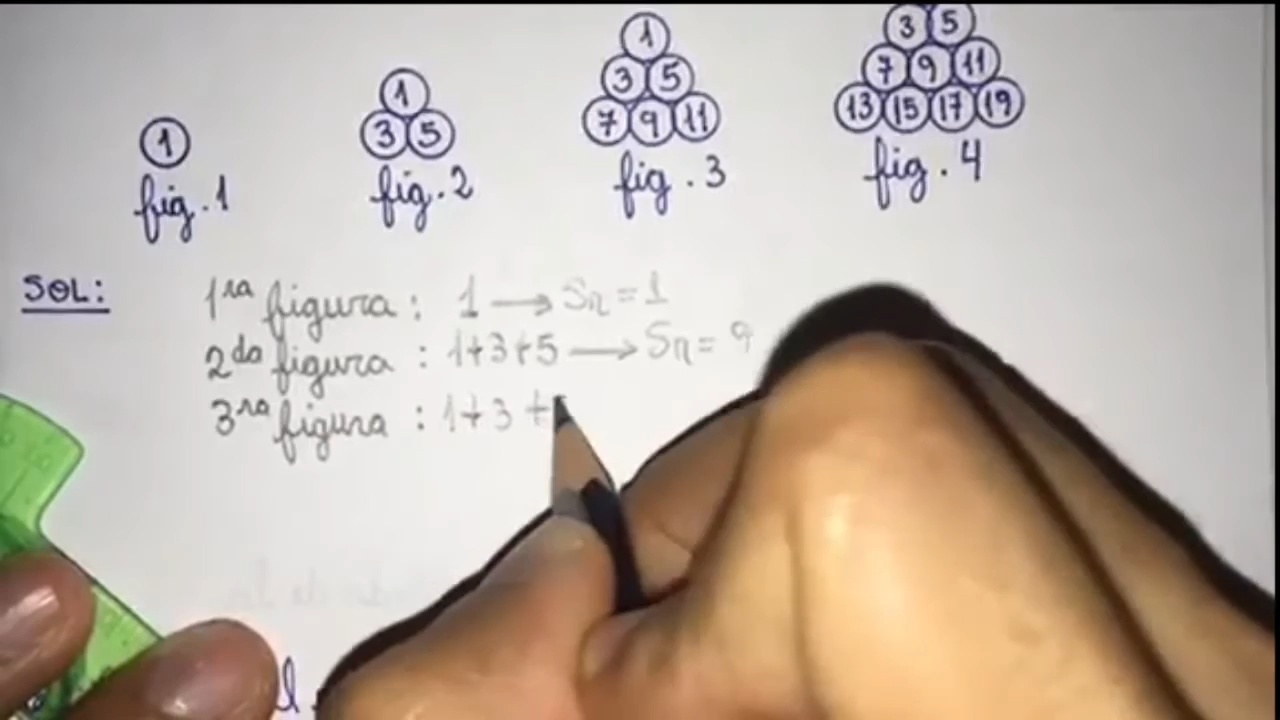 1
1
3 5
1
3 5
7 9 11
3 5
7 9 11
13 15 17 19
fig. 1
fig. 2
fig. 3
fig. 4
SOL:
1ra figura : 1 → Sn = 1
2da figura : 1+3+5 → Sn = 9
3ra figura : 1+3+